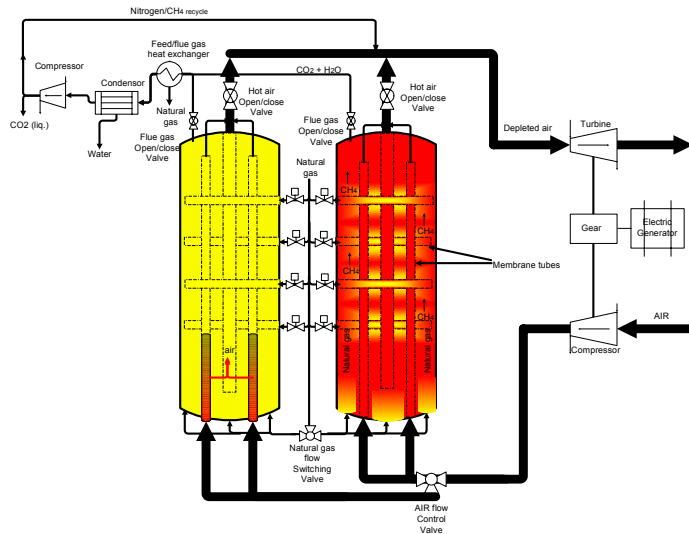 Nitrogen/CH4 recycle
Feed/flue gas
heat exchanger
Compressor
Condensor
CO2 + H2O
Hot air
Open/close
Valve
Hot air
Open/close
Valve
Natural
gas
CO2 (liq.)
Water
Flue gas
Open/close
Valve
Flue gas
Open/close
Valve
Depleted air
Turbine
Natural
gas
CH4
CH4
CH4
CH4
Gear
Electric
Generator
Membrane tubes
AIR
Compressor
air
Natural gas
Natural gas
Natural gas
flow
Switching
Valve
AIR flow
Control
Valve